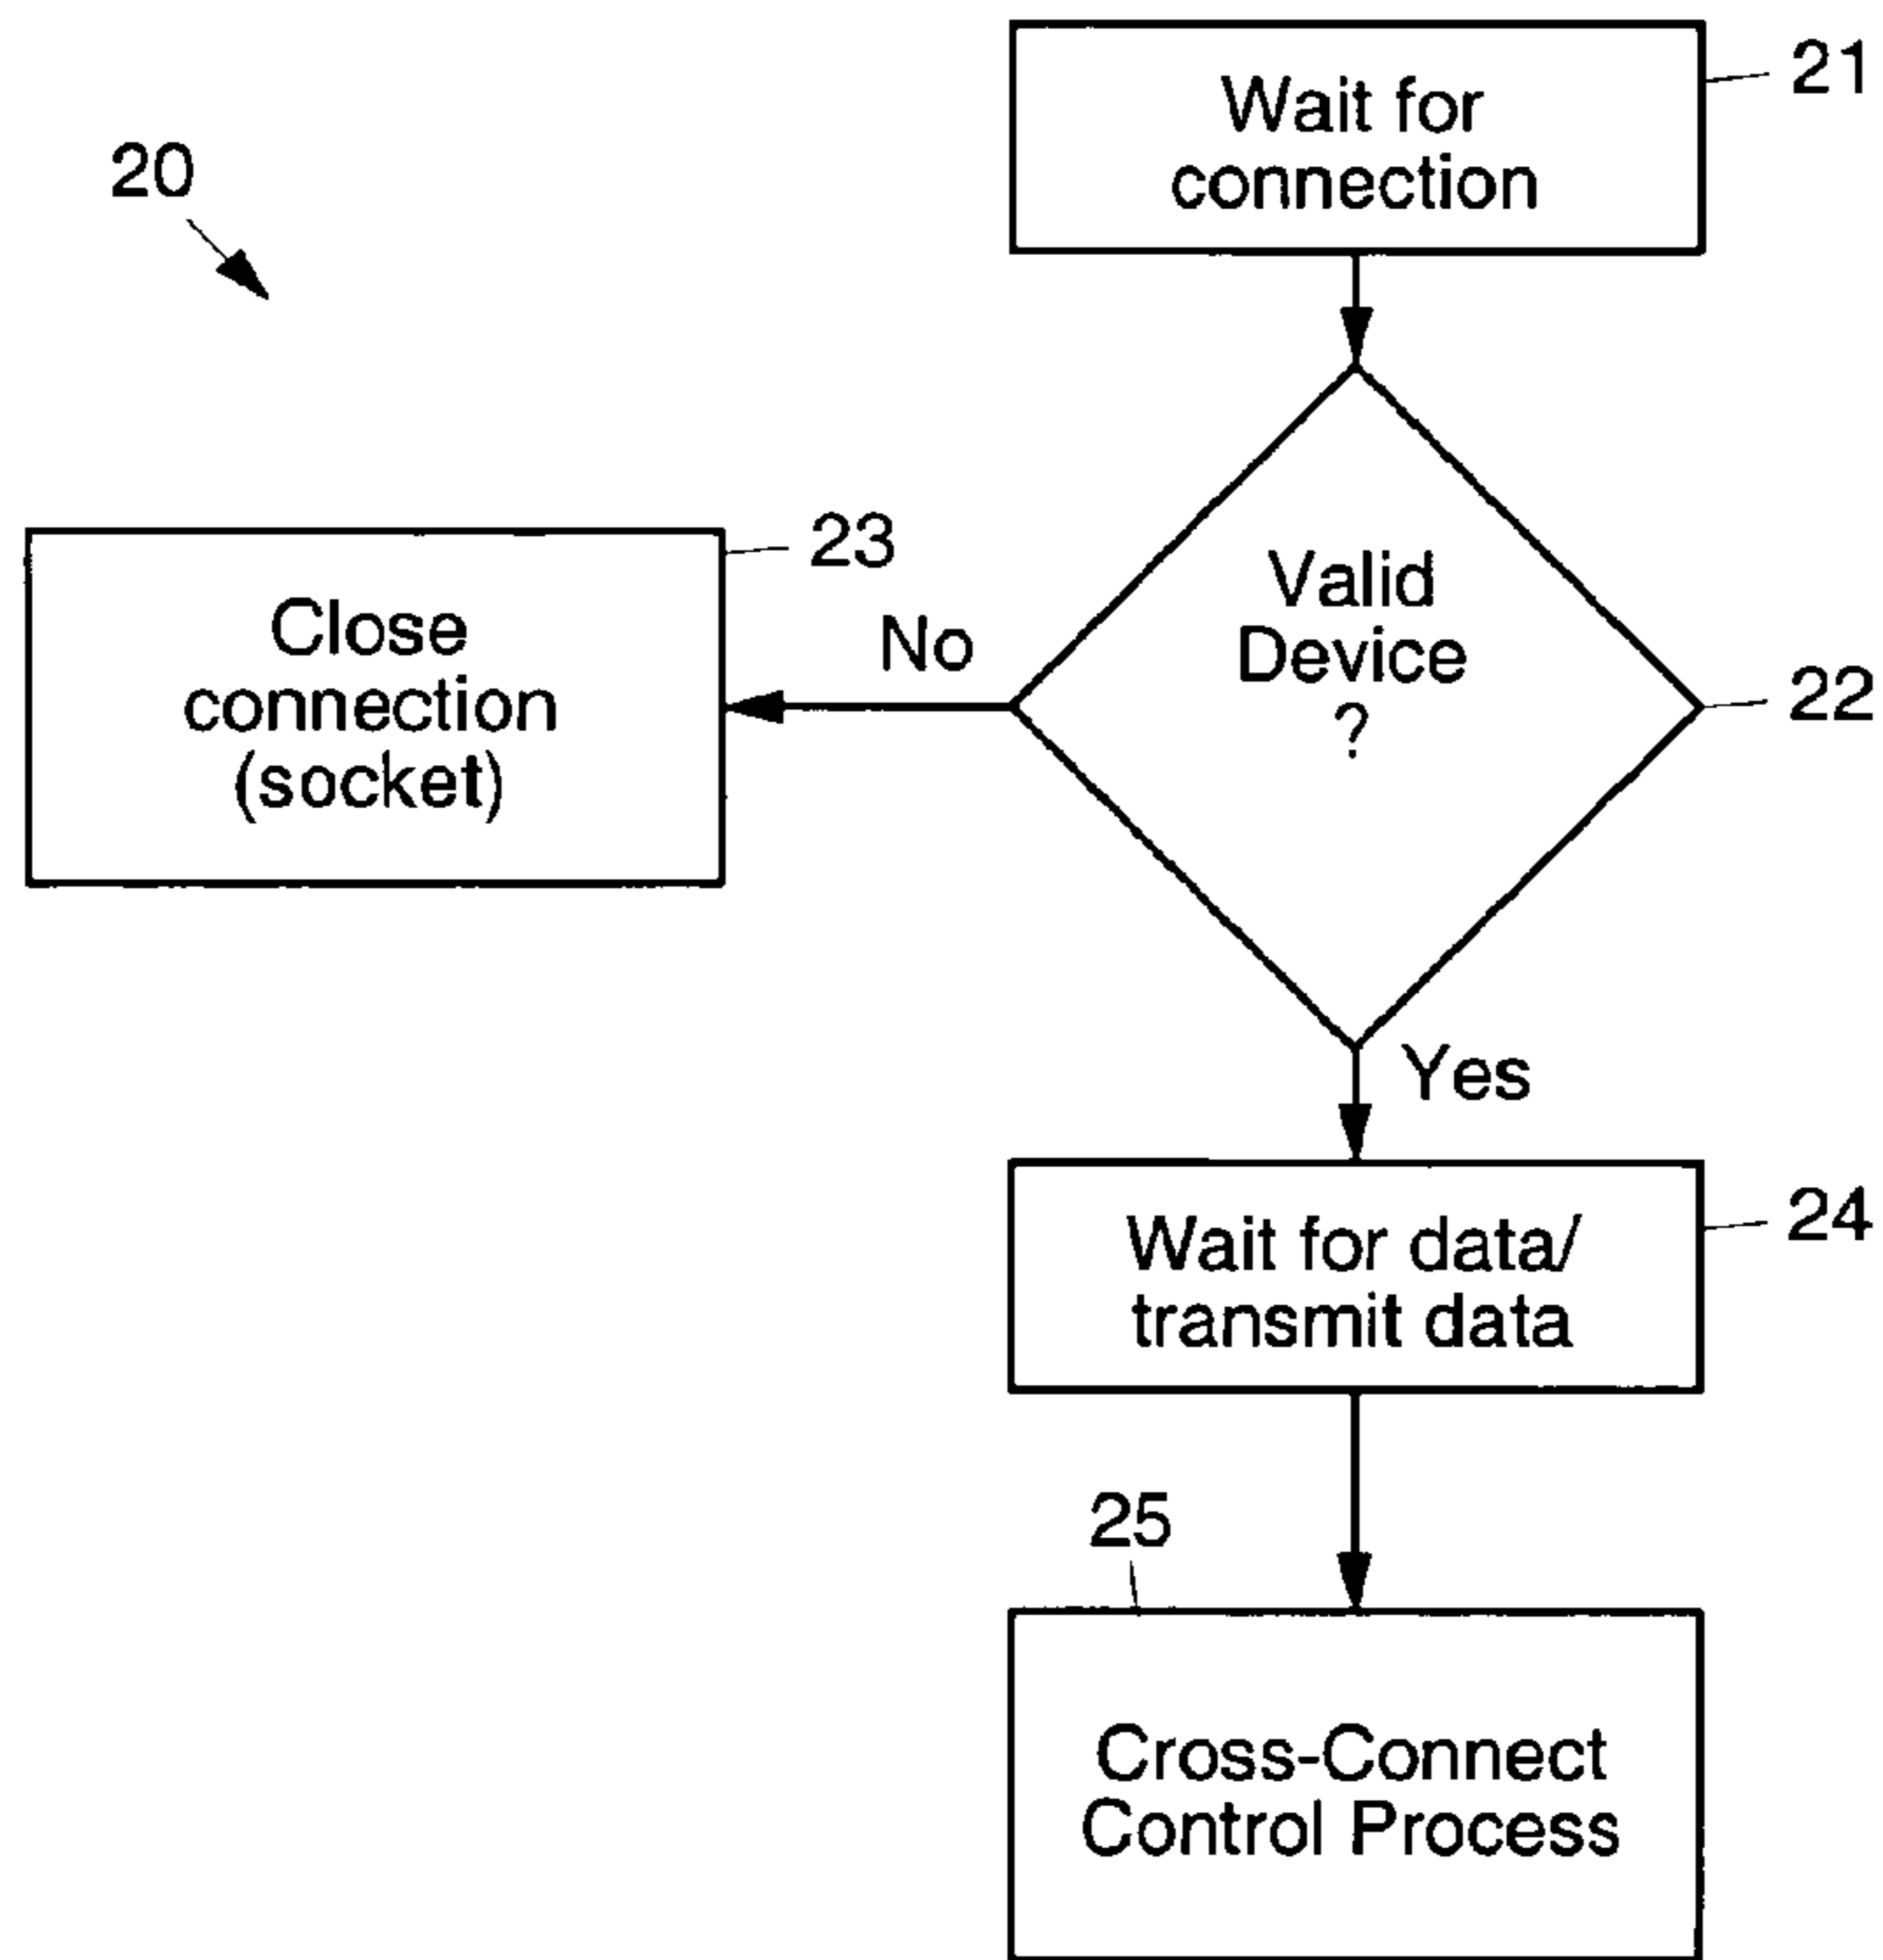 21
Wait for
connection
20
23
Close
connection
(socket)
No
Valid
Device
?
22
Yes
24
Wait for data/
transmit data
25
Cross-Connect
Control Process